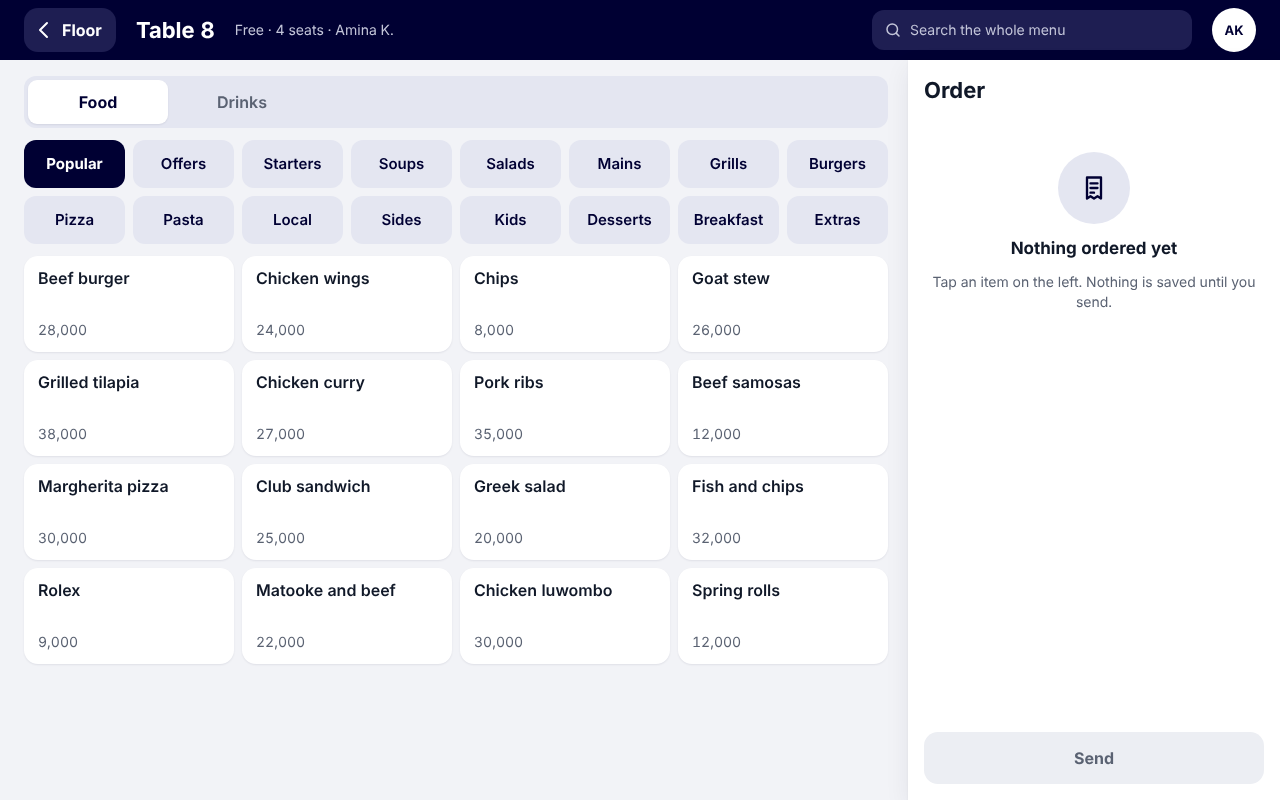 Floor
Table 8
Free · 4 seats · Amina K.
Search the whole menu
AK
Food
Drinks
Popular
Offers
Starters
Soups
Salads
Mains
Grills
Burgers
Pizza
Pasta
Local
Sides
Kids
Desserts
Breakfast
Extras
Beef burger
28,000
Chicken wings
24,000
Chips
8,000
Goat stew
26,000
Grilled tilapia
38,000
Chicken curry
27,000
Pork ribs
35,000
Beef samosas
12,000
Margherita pizza
30,000
Club sandwich
25,000
Greek salad
20,000
Fish and chips
32,000
Rolex
9,000
Matooke and beef
22,000
Chicken luwombo
30,000
Spring rolls
12,000
Order
Nothing ordered yet
Tap an item on the left. Nothing is saved until you
send.
Send